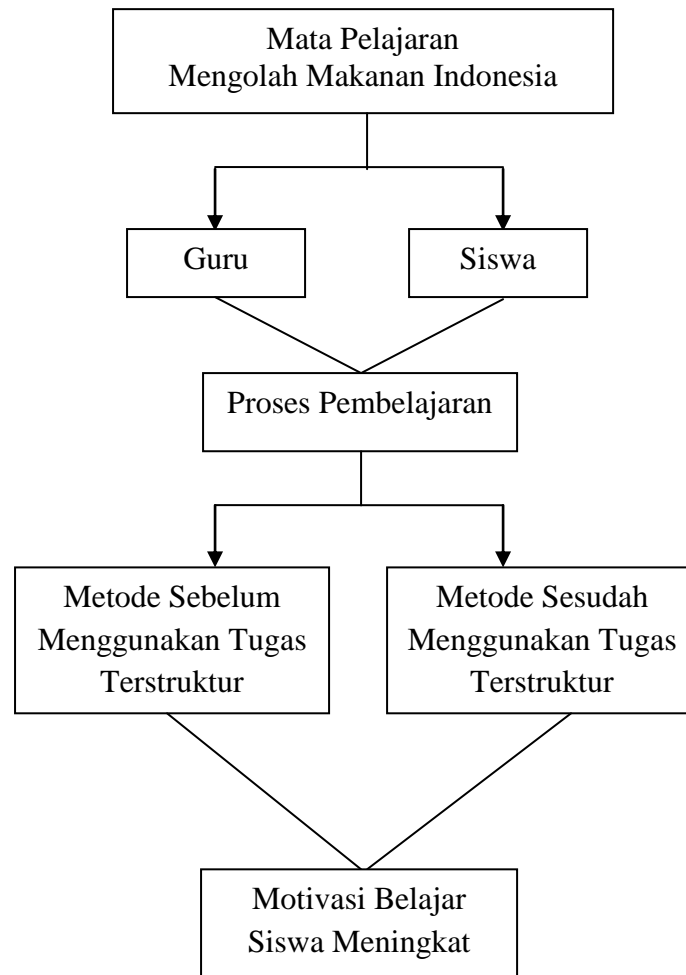 Mata Pelajaran
Mengolah Makanan Indonesia
Guru
Siswa
Proses Pembelajaran
Metode Sebelum
Menggunakan Tugas
Terstruktur
Metode Sesudah
Menggunakan Tugas
Terstruktur
Motivasi Belajar
Siswa Meningkat